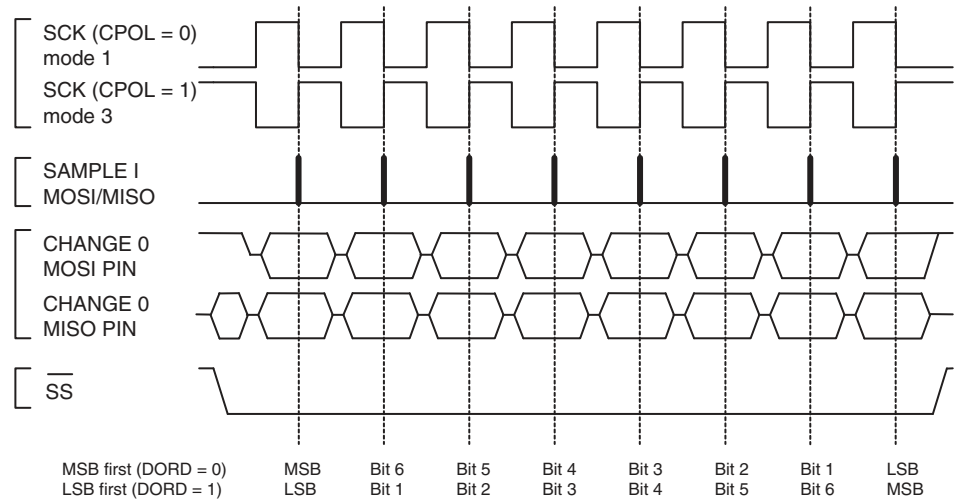 SCK (CPOL = 0)
mode 1
SCK (CPOL = 1)
mode 3
SAMPLE I
MOSI/MISO
CHANGE 0
MOSI PIN
CHANGE 0
MISO PIN
SS
MSB first (DORD = 0) MSB Bit 6 Bit 5 Bit 4 Bit 3 Bit 2 Bit 1 LSB
LSB first (DORD = 1) LSB Bit 1 Bit 2 Bit 3 Bit 4 Bit 5 Bit 6 MSB